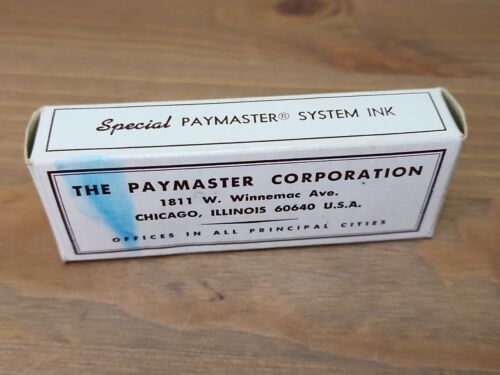 Special PAYMASTER® SYSTEM INK
THE PAYMASTER CORPORATION
1811 W. Winnemac Ave.
CHICAGO, ILLINOIS 60640 U.S.A.
OFFICES IN ALL PRINCIPAL CITIES